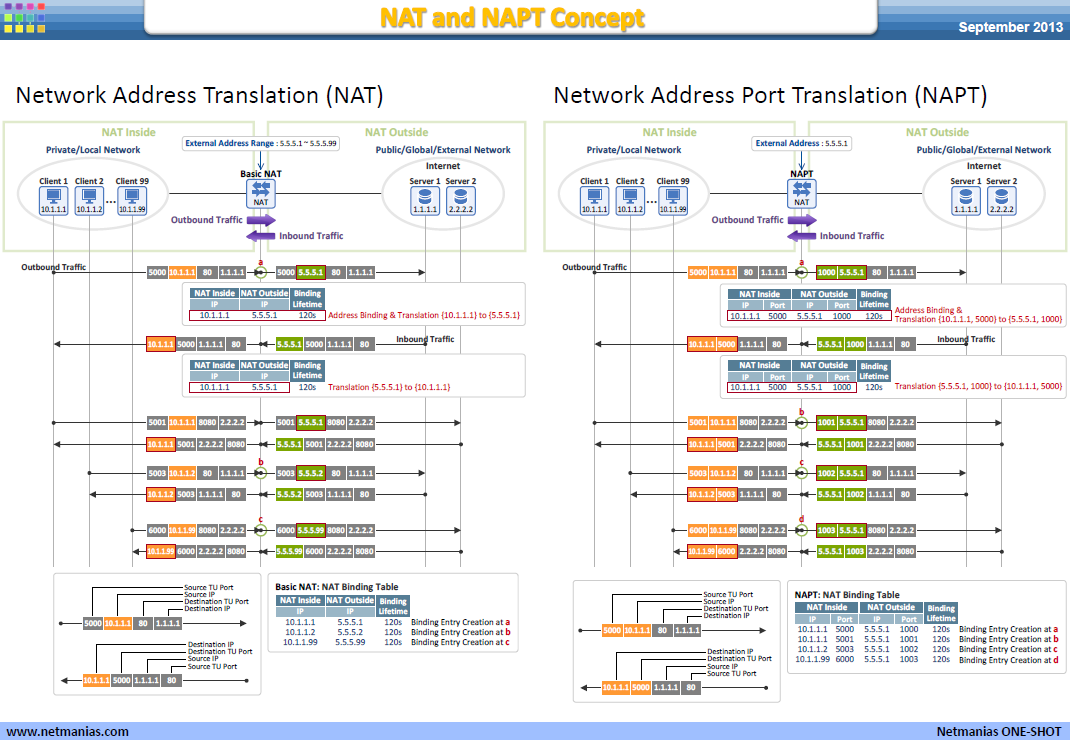 NAT and NAPT Concept
September 2013
Network Address Translation (NAT)
NAT Inside
NAT Outside
External Address Range : 5.5.5.1 ~ 5.5.5.99
Private/Local Network
Public/Global/External Network
Internet
Basic NAT
Client 1 Client 2 Client 99
Server 1 Server 2
NAT
10.1.1.1 10.1.1.2 ... 10.1.1.99
1.1.1.1 2.2.2.2
Outbound Traffic
Inbound Traffic
Outbound Traffic
a
5000 10.1.1.1 80 1.1.1.1 5000 5.5.5.1 80 1.1.1.1
NAT Inside NAT Outside Binding
IP IP Lifetime
10.1.1.1 5.5.5.1 120s Address Binding & Translation {10.1.1.1} to {5.5.5.1}
Inbound Traffic
10.1.1.1 5000 1.1.1.1 80 5.5.5.1 5000 1.1.1.1 80
NAT Inside NAT Outside Binding
IP IP Lifetime
10.1.1.1 5.5.5.1 120s Translation {5.5.5.1} to {10.1.1.1}
5001 10.1.1.1 8080 2.2.2.2 5001 5.5.5.1 8080 2.2.2.2
10.1.1.1 5001 2.2.2.2 8080 5.5.5.1 5001 2.2.2.2 8080
b
5003 10.1.1.2 80 1.1.1.1 5003 5.5.5.2 80 1.1.1.1
10.1.1.2 5003 1.1.1.1 80 5.5.5.2 5003 1.1.1.1 80
c
6000 10.1.1.99 8080 2.2.2.2 6000 5.5.5.99 8080 2.2.2.2
10.1.1.99 6000 2.2.2.2 8080 5.5.5.99 6000 2.2.2.2 8080
Source TU Port
Source IP
Destination TU Port
Destination IP
5000 10.1.1.1 80 1.1.1.1
Destination IP
Destination TU Port
Source IP
Source TU Port
10.1.1.1 5000 1.1.1.1 80
Basic NAT: NAT Binding Table
NAT Inside NAT Outside Binding
IP IP Lifetime
10.1.1.1 5.5.5.1 120s Binding Entry Creation at a
10.1.1.2 5.5.5.2 120s Binding Entry Creation at b
10.1.1.99 5.5.5.99 120s Binding Entry Creation at c
Network Address Port Translation (NAPT)
NAT Inside
NAT Outside
External Address : 5.5.5.1
Private/Local Network
Public/Global/External Network
Internet
NAPT
Client 1 Client 2 Client 99
Server 1 Server 2
NAT
10.1.1.1 10.1.1.2 ... 10.1.1.99
1.1.1.1 2.2.2.2
Outbound Traffic
Inbound Traffic
Outbound Traffic
a
5000 10.1.1.1 80 1.1.1.1 1000 5.5.5.1 80 1.1.1.1
NAT Inside NAT Outside Binding
IP Port IP Port Lifetime
10.1.1.1 5000 5.5.5.1 1000 120s
Address Binding &
Translation {10.1.1.1, 5000} to {5.5.5.1, 1000}
Inbound Traffic
10.1.1.1 5000 1.1.1.1 80 5.5.5.1 1000 1.1.1.1 80
NAT Inside NAT Outside Binding
IP Port IP Port Lifetime
10.1.1.1 5000 5.5.5.1 1000 120s Translation {5.5.5.1, 1000} to {10.1.1.1, 5000}
b
5001 10.1.1.1 8080 2.2.2.2 1001 5.5.5.1 8080 2.2.2.2
10.1.1.1 5001 2.2.2.2 8080 5.5.5.1 1001 2.2.2.2 8080
c
5003 10.1.1.2 80 1.1.1.1 1002 5.5.5.1 80 1.1.1.1
10.1.1.2 5003 1.1.1.1 80 5.5.5.1 1002 1.1.1.1 80
d
6000 10.1.1.99 8080 2.2.2.2 1003 5.5.5.1 8080 2.2.2.2
10.1.1.99 6000 2.2.2.2 8080 5.5.5.1 1003 2.2.2.2 8080
Source TU Port
Source IP
Destination TU Port
Destination IP
5000 10.1.1.1 80 1.1.1.1
Destination IP
Destination TU Port
Source IP
Source TU Port
10.1.1.1 5000 1.1.1.1 80
NAPT: NAT Binding Table
NAT Inside NAT Outside Binding
IP Port IP Port Lifetime
10.1.1.1 5000 5.5.5.1 1000 120s Binding Entry Creation at a
10.1.1.1 5001 5.5.5.1 1001 120s Binding Entry Creation at b
10.1.1.2 5003 5.5.5.1 1002 120s Binding Entry Creation at c
10.1.1.99 6000 5.5.5.1 1003 120s Binding Entry Creation at d
www.netmanias.com
Netmanias ONE-SHOT